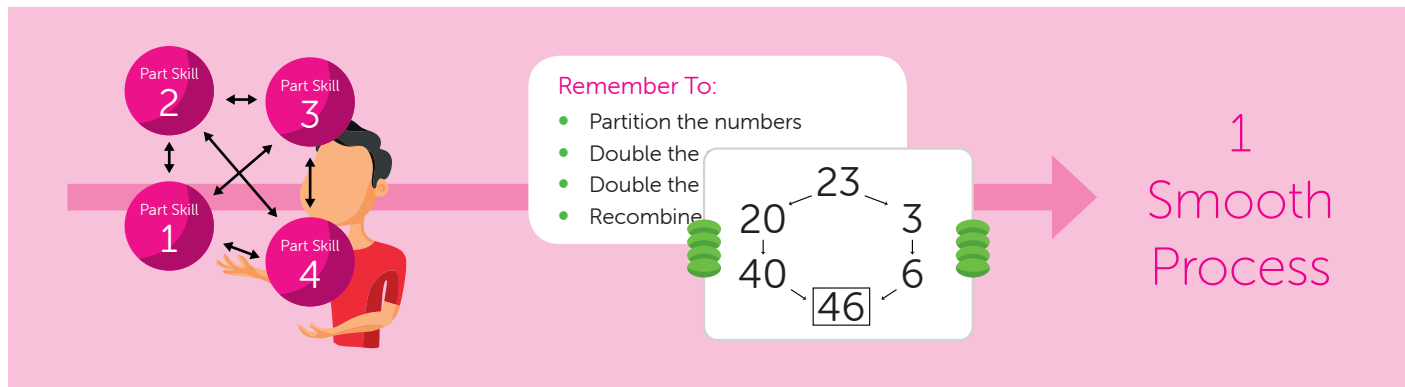 Part Skill
2
Part Skill
3
Part Skill
1
Part Skill
4
Remember To:
• Partition the numbers
• Double the
• Double the
• Recombine
23
20 3
40 6
46
1
Smooth
Process